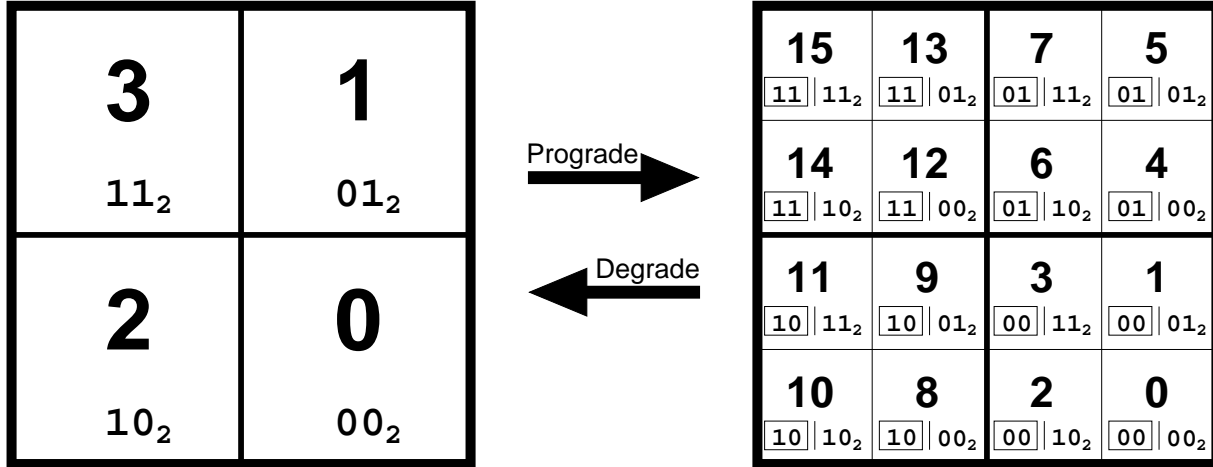 3 1
11₂ 01₂
2 0
10₂ 00₂
Prograde
Degrade
15 13 7 5
11|11₂ 11|01₂ 01|11₂ 01|01₂
14 12 6 4
11|10₂ 11|00₂ 01|10₂ 01|00₂
11 9 3 1
10|11₂ 10|01₂ 00|11₂ 00|01₂
10 8 2 0
10|10₂ 10|00₂ 00|10₂ 00|00₂